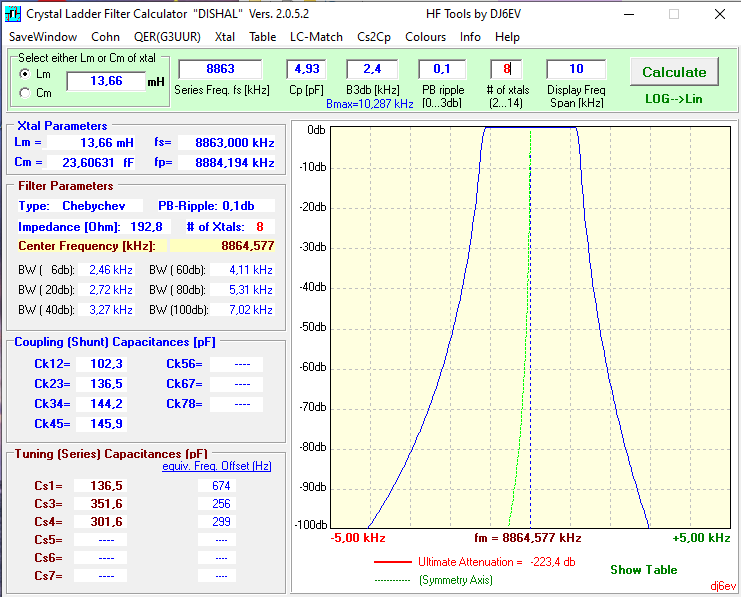 Crystal Ladder Filter Calculator "DISHAL" Vers. 2.0.5.2 HF Tools by DJ6EV
SaveWindow Cohn QER(G3UUR) Xtal Table LC-Match Cs2Cp Colours Info Help
Select either Lm or Cm of xtal
Lm
13,66 mH
Cm
8863 4,93 2,4 0,1 8 10 Calculate
Series Freq. fs [kHz] Cp [pF] B3db [kHz] PB ripple # of xtals Display Freq
Bmax=10,287 kHz [0...3db] (2...14) Span [kHz] LOG-->Lin
Xtal Parameters
Lm = 13,66 mH fs= 8863,000 kHz
Cm = 23,60631 fF fp= 8884,194 kHz
Filter Parameters
Type: Chebychev PB-Ripple: 0,1db
Impedance [Ohm]: 192,8 # of Xtals: 8
Center Frequency [kHz]: 8864,577
BW ( 6db): 2,46 kHz BW ( 60db): 4,11 kHz
BW ( 20db): 2,72 kHz BW ( 80db): 5,31 kHz
BW ( 40db): 3,27 kHz BW (100db): 7,02 kHz
Coupling (Shunt) Capacitances [pF]
Ck12= 102,3 Ck56= ----
Ck23= 136,5 Ck67= ----
Ck34= 144,2 Ck78= ----
Ck45= 145,9
Tuning (Series) Capacitances [pF]
equiv. Freq. Offset (Hz)
Cs1= 136,5 674
Cs3= 351,6 256
Cs4= 301,6 299
Cs5= ---- ----
Cs6= ---- ----
Cs7= ---- ----
0db
-10db
-20db
-30db
-40db
-50db
-60db
-70db
-80db
-90db
-100db
-5,00 kHz fm = 8864,577 kHz +5,00 kHz
Ultimate Attenuation = -223,4 db
(Symmetry Axis)
Show Table
dj6ev